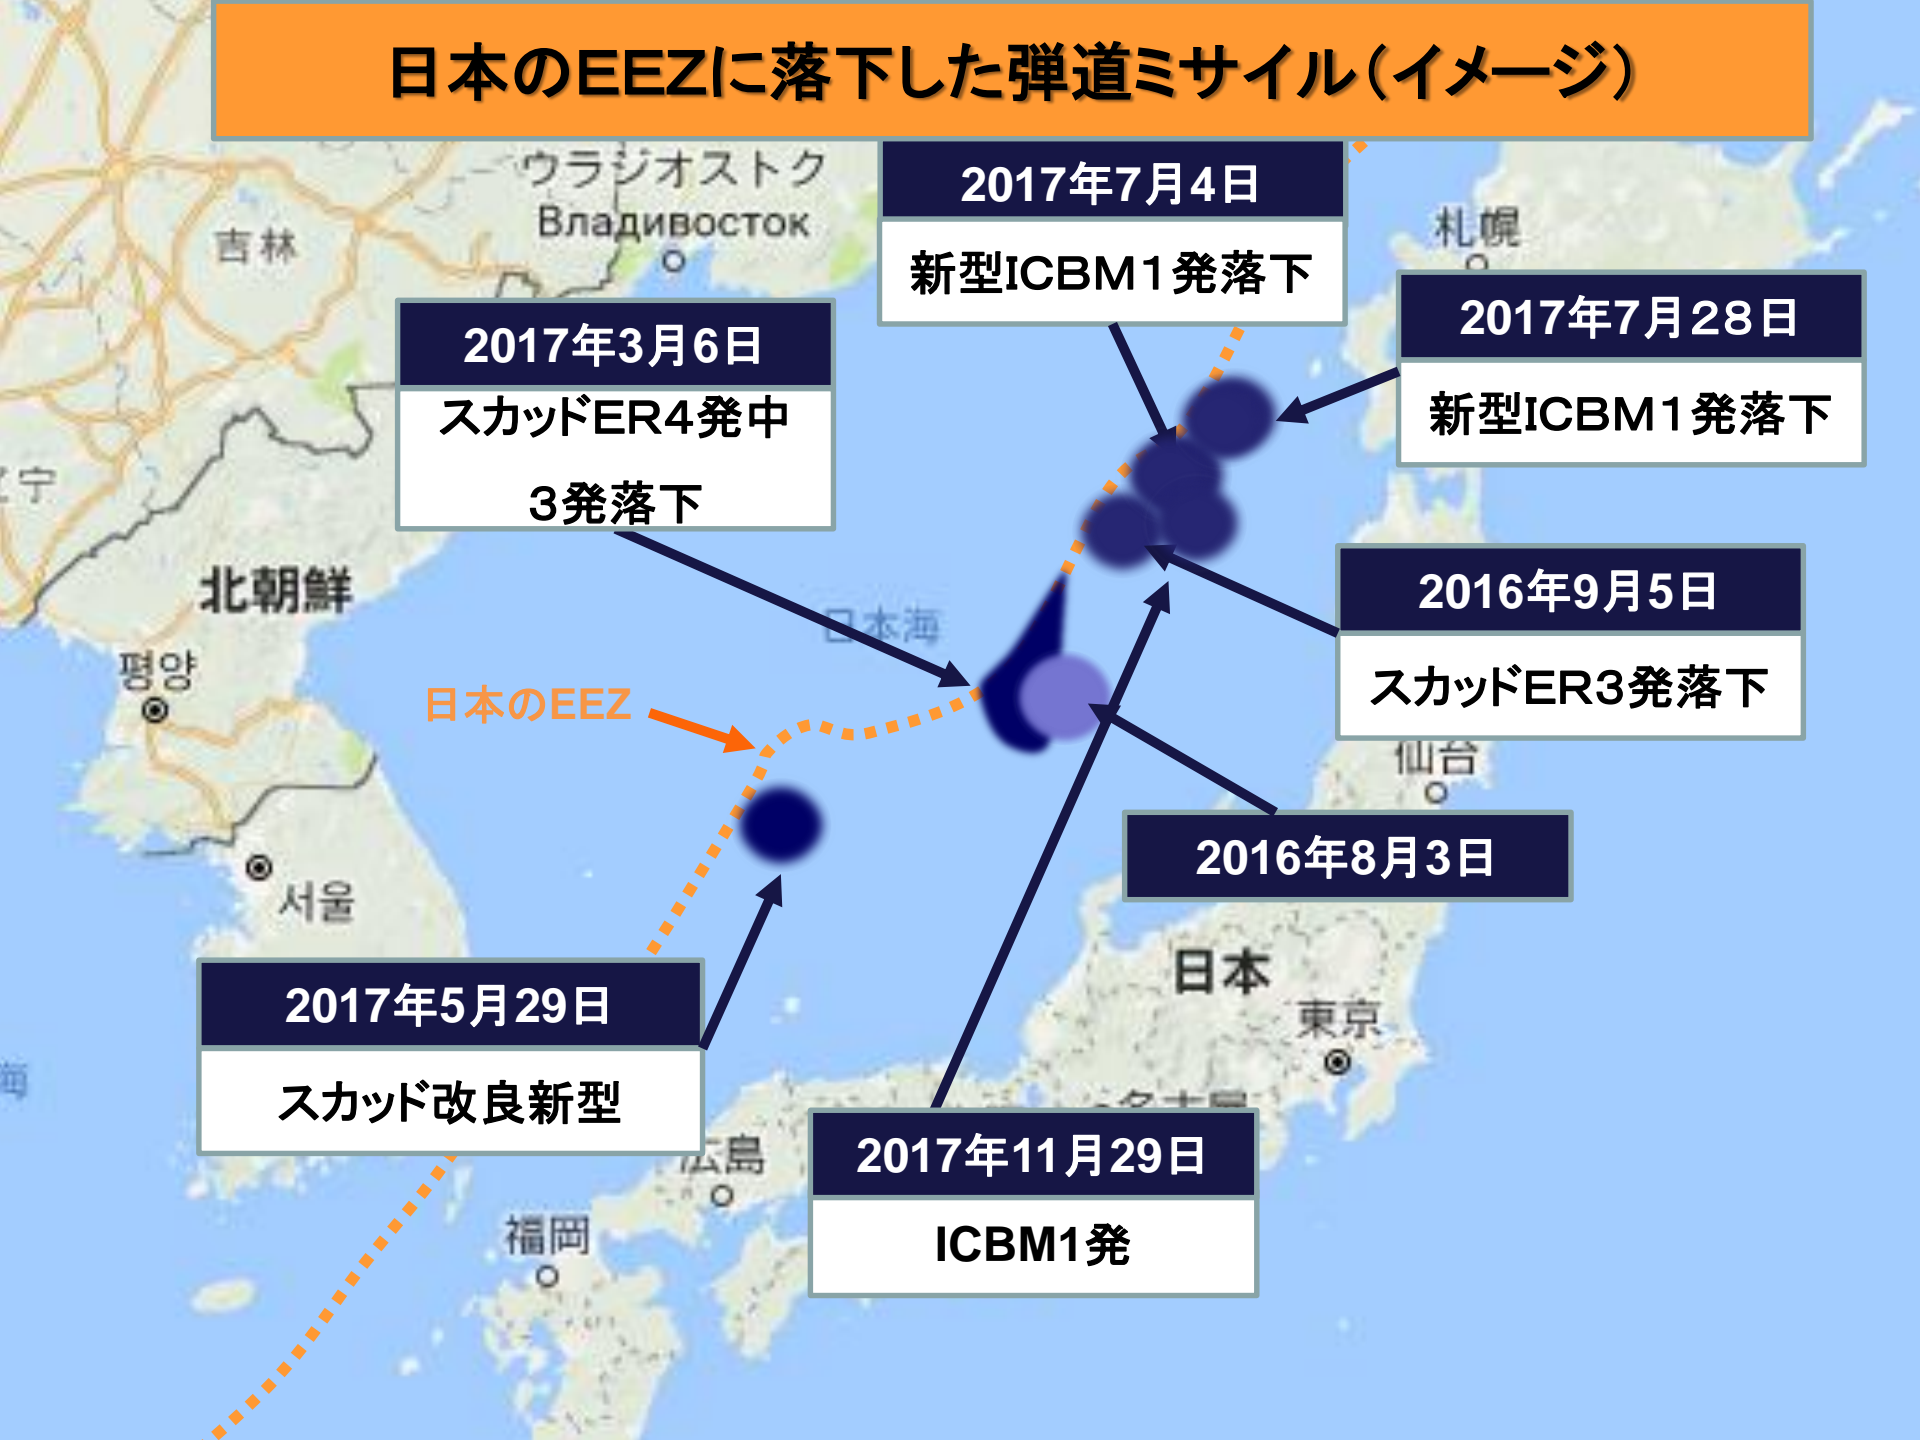 日本のEEZに落下した弾道ミサイル（イメージ）
ウラジオストク
Владивосток
吉林
2017年7月4日
新型ICBM１発落下
札幌
2017年7月２８日
新型ICBM１発落下
2017年3月6日
スカッドER４発中
３発落下
宁
北朝鮮
평양
日本海
日本のEEZ
2016年9月5日
スカッドER３発落下
仙台
2016年8月3日
서울
日本
東京
2017年5月29日
スカッド改良新型
海
名古屋
2017年11月29日
ICBM1発
広島
福岡